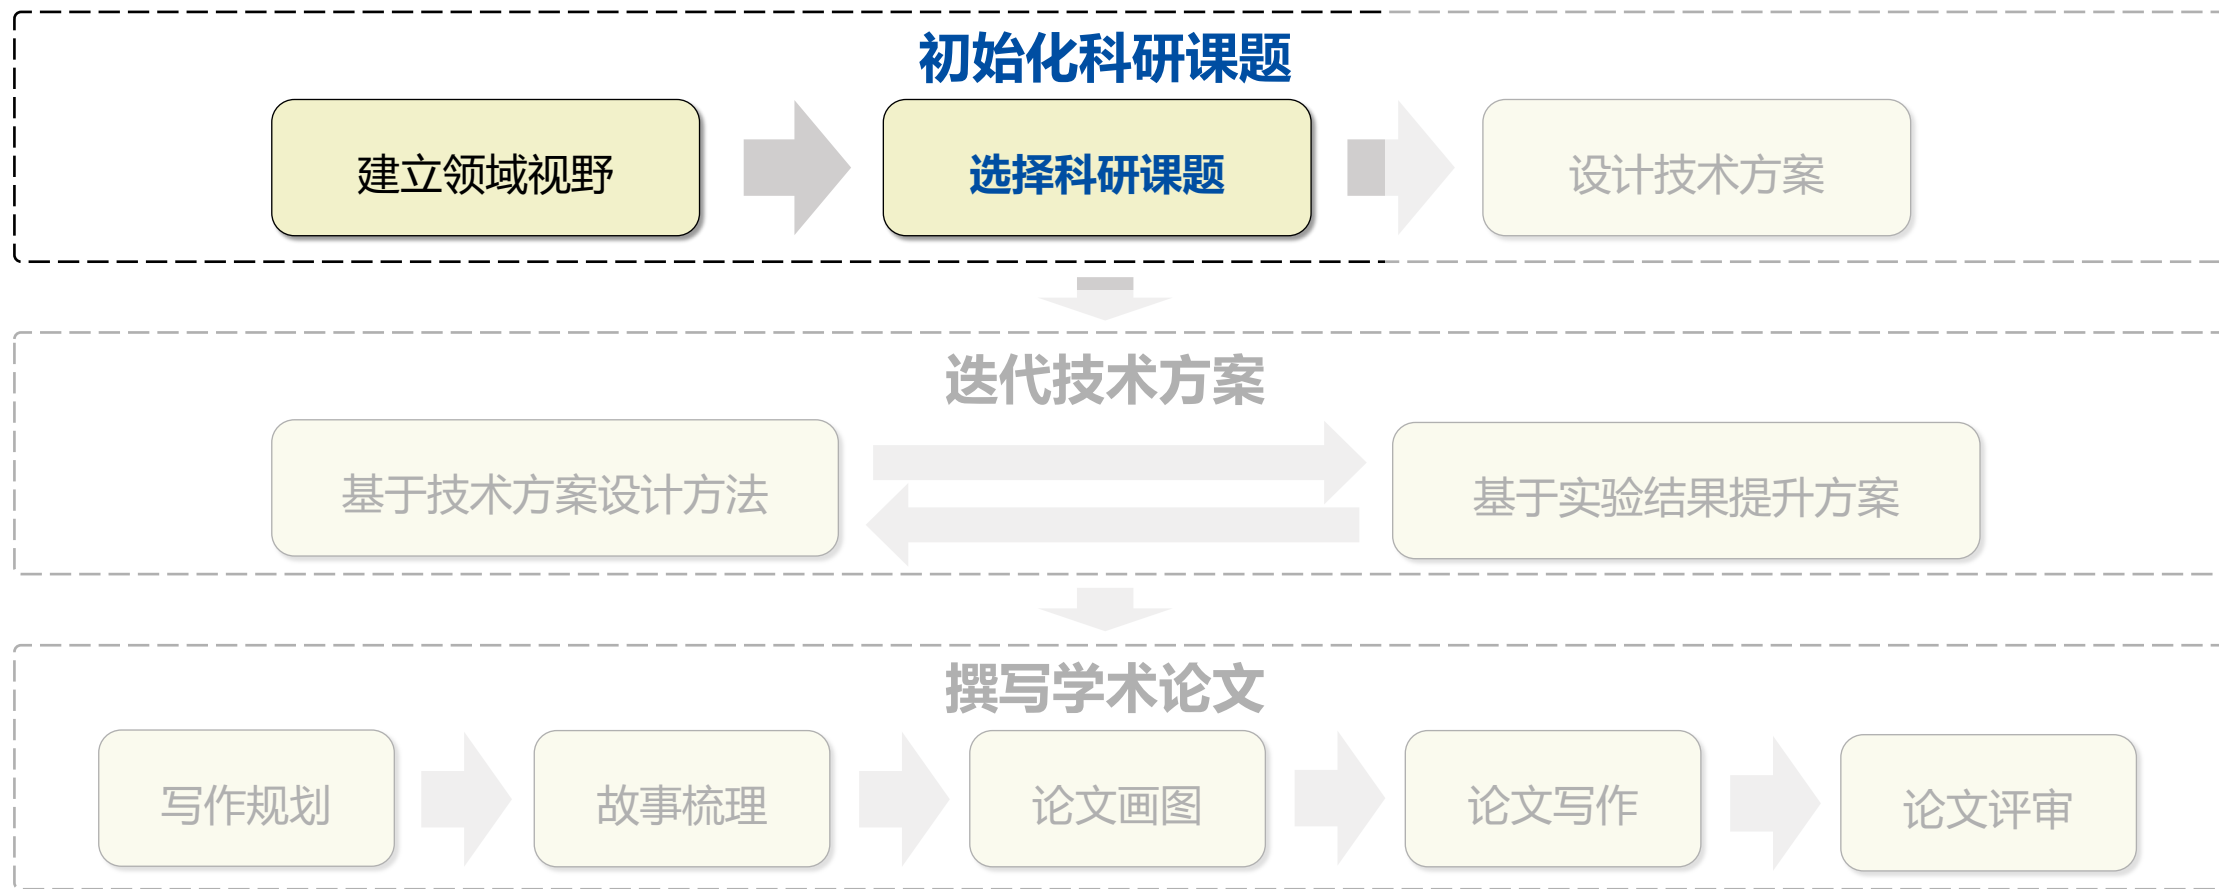 初始化科研课题
建立领域视野
选择科研课题
设计技术方案
迭代技术方案
基于技术方案设计方法
基于实验结果提升方案
撰写学术论文
写作规划
故事梳理
论文画图
论文写作
论文评审